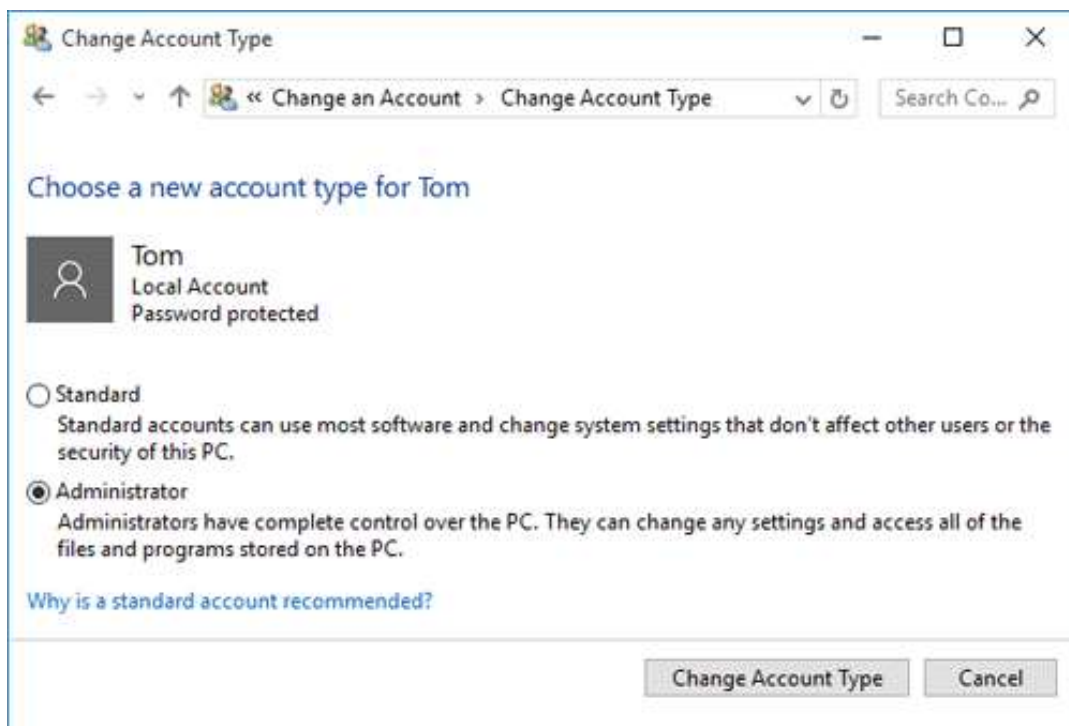 Change Account Type
« Change an Account › Change Account Type
Search Co...
Choose a new account type for Tom
Tom
Local Account
Password protected
Standard
Standard accounts can use most software and change system settings that don't affect other users or the
security of this PC.
Administrator
Administrators have complete control over the PC. They can change any settings and access all of the
files and programs stored on the PC.
Why is a standard account recommended?
Change Account Type
Cancel